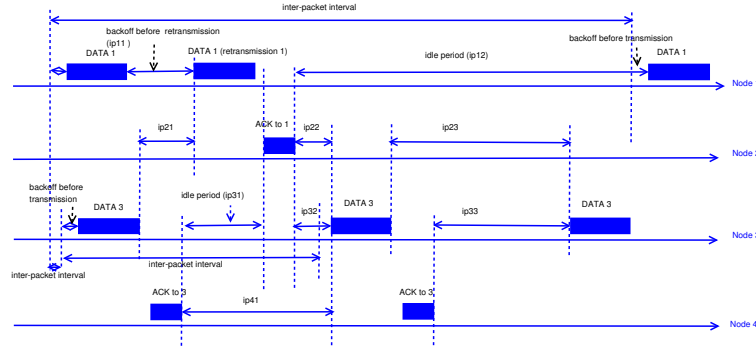 inter-packet interval
backoff before retransmission
(ip11 )
DATA 1
DATA 1 (retransmission 1)
idle period (ip12)
backoff before transmission
DATA 1
Node
ACK to 1
ip21
ip22
ip23
Node 2
backoff before
transmission
DATA 3
idle period (ip31)
ip32
DATA 3
ip33
DATA 3
Node 3
inter-packet interval
inter-packet interval
ACK to 3
ip41
ACK to 3
Node 4